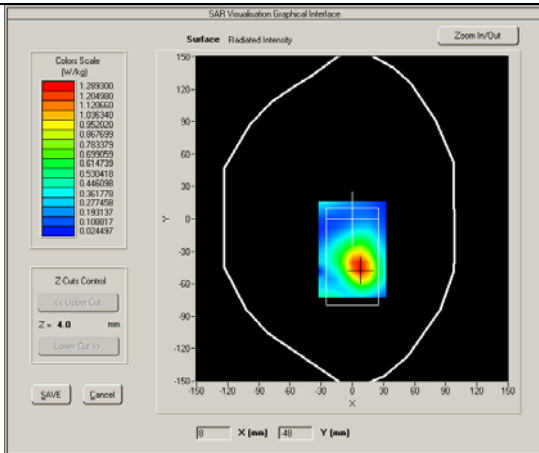 SAR Visualisation Graphical Interface
Surface Radiated Intensity
Zoom In/Out
Colors Scale
(W/kg)
1.289300
1.204980
1.120660
1.036340
0.952020
0.867699
0.783379
0.699059
0.614739
0.530418
0.446098
0.361778
0.277458
0.193137
0.108817
0.024497
Z Cuts Control
<< Upper Cut
Z = 4.0 mm
Lower Cut >>
SAVE Cancel
150
120
90
60
30
0
-30
-60
-90
-120
-150
Y
-150 -120 -90 -60 -30 0 30 60 90 120 150
X
8 X (mm) -48 Y (mm)